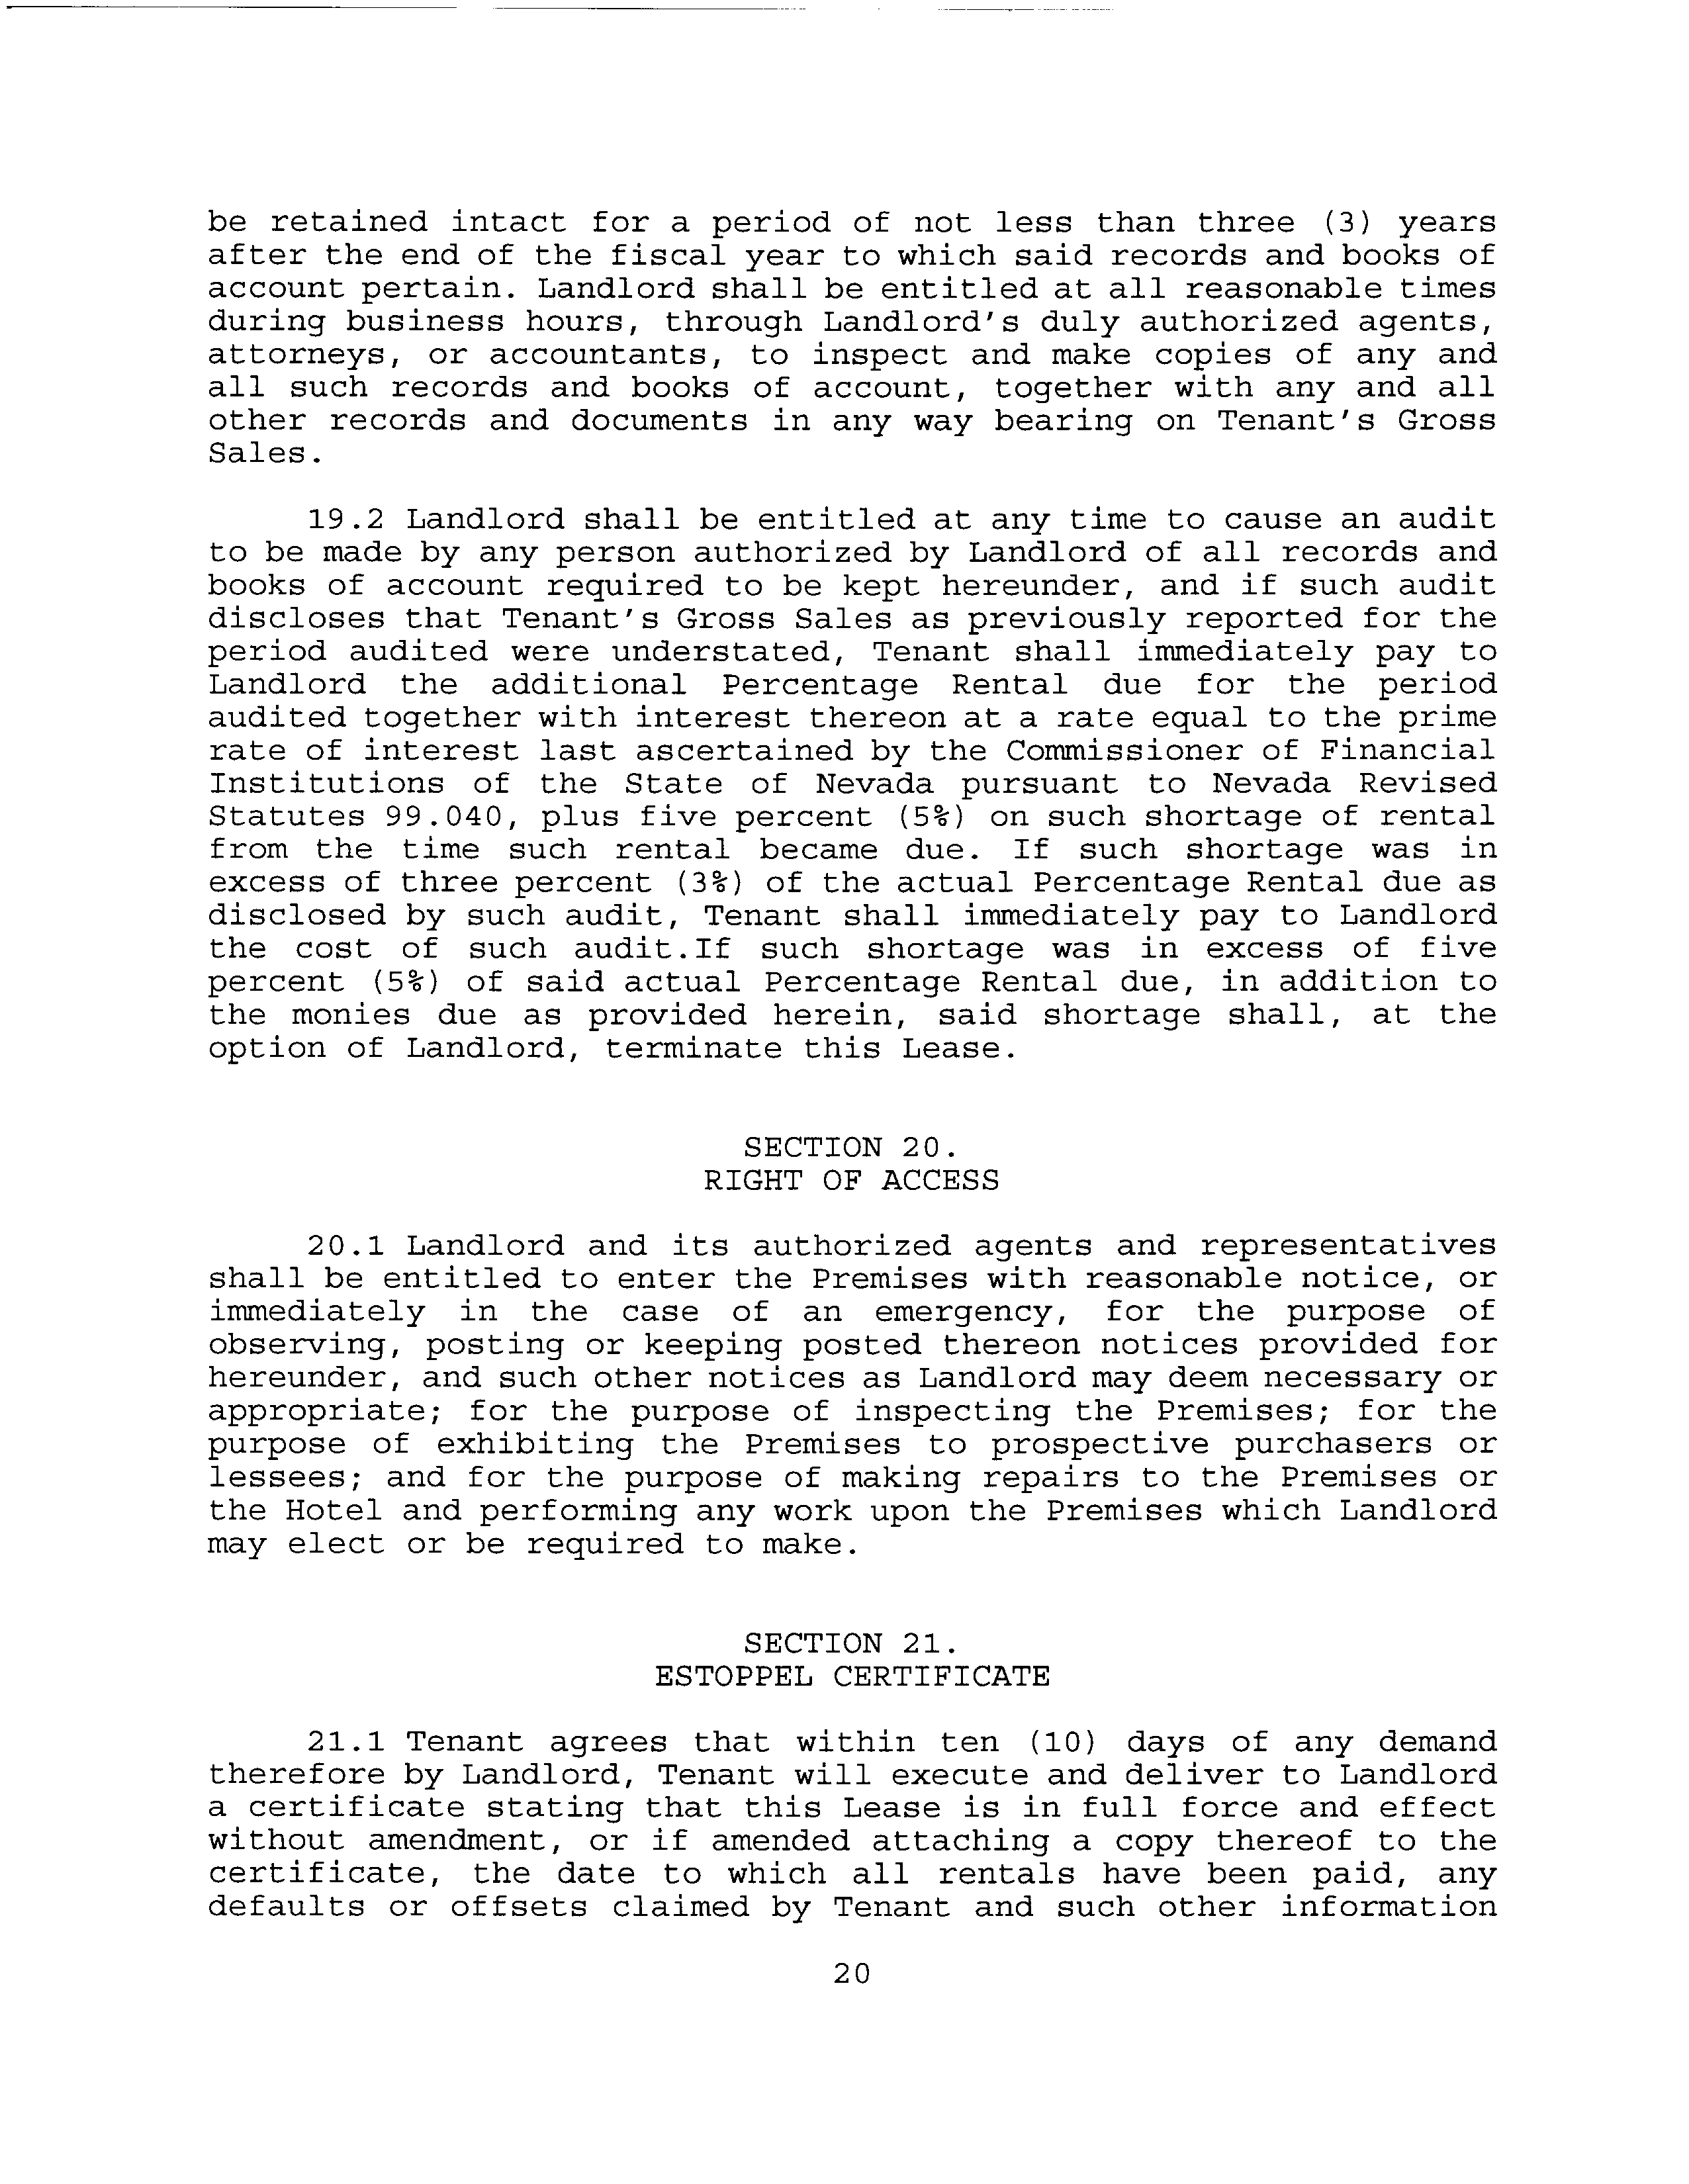 be retained intact for a period of not less than three (3) years
after the end of the fiscal year to which said records and books of
account pertain. Landlord shall be entitled at all reasonable times
during business hours, through Landlord's duly authorized agents,
attorneys, or accountants, to inspect and make copies of any and
all such records and books of account, together with any and all
other records and documents in any way bearing on Tenant's Gross
Sales.
19.2 Landlord shall be entitled at any time to cause an audit
to be made by any person authorized by Landlord of all records and
books of account required to be kept hereunder, and if such audit
discloses that Tenant's Gross Sales as previously reported for the
period audited were understated, Tenant shall immediately pay to
Landlord the additional Percentage Rental due for the period
audited together with interest thereon at a rate equal to the prime
rate of interest last ascertained by the Commissioner of Financial
Institutions of the State of Nevada pursuant to Nevada Revised
Statutes 99.040, plus five percent (5%) on such shortage of rental
from the time such rental became due. If such shortage was in
excess of three percent (3%) of the actual Percentage Rental due as
disclosed by such audit, Tenant shall immediately pay to Landlord
the cost of such audit.If such shortage was in excess of five
percent (5%) of said actual Percentage Rental due, in addition to
the monies due as provided herein, said shortage shall, at the
option of Landlord, terminate this Lease.
SECTION 20.
RIGHT OF ACCESS
20.1 Landlord and its authorized agents and representatives
shall be entitled to enter the Premises with reasonable notice, or
immediately in the case of an emergency, for the purpose of
observing, posting or keeping posted thereon notices provided for
hereunder, and such other notices as Landlord may deem necessary or
appropriate; for the purpose of inspecting the Premises; for the
purpose of exhibiting the Premises to prospective purchasers or
lessees; and for the purpose of making repairs to the Premises or
the Hotel and performing any work upon the Premises which Landlord
may elect or be required to make.
SECTION 21.
ESTOPPEL CERTIFICATE
21.1 Tenant agrees that within ten (10) days of any demand
therefore by Landlord, Tenant will execute and deliver to Landlord
a certificate stating that this Lease is in full force and effect
without amendment, or if amended attaching a copy thereof to the
certificate, the date to which all rentals have been paid, any
defaults or offsets claimed by Tenant and such other information
20